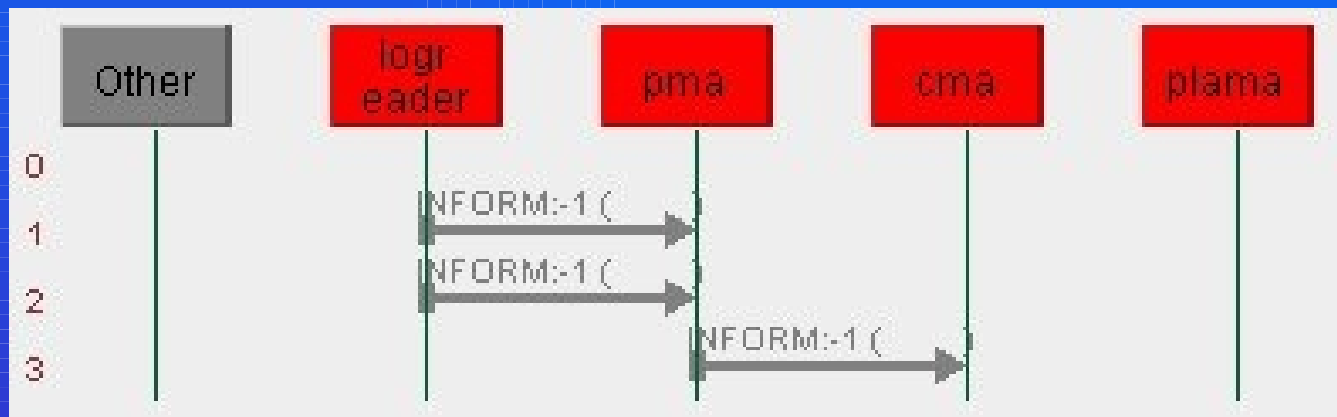 Other
logr
eader
pma
cma
plama
0
INFORM:-1 ( )
1
INFORM:-1 ( )
2
INFORM:-1 ( )
3